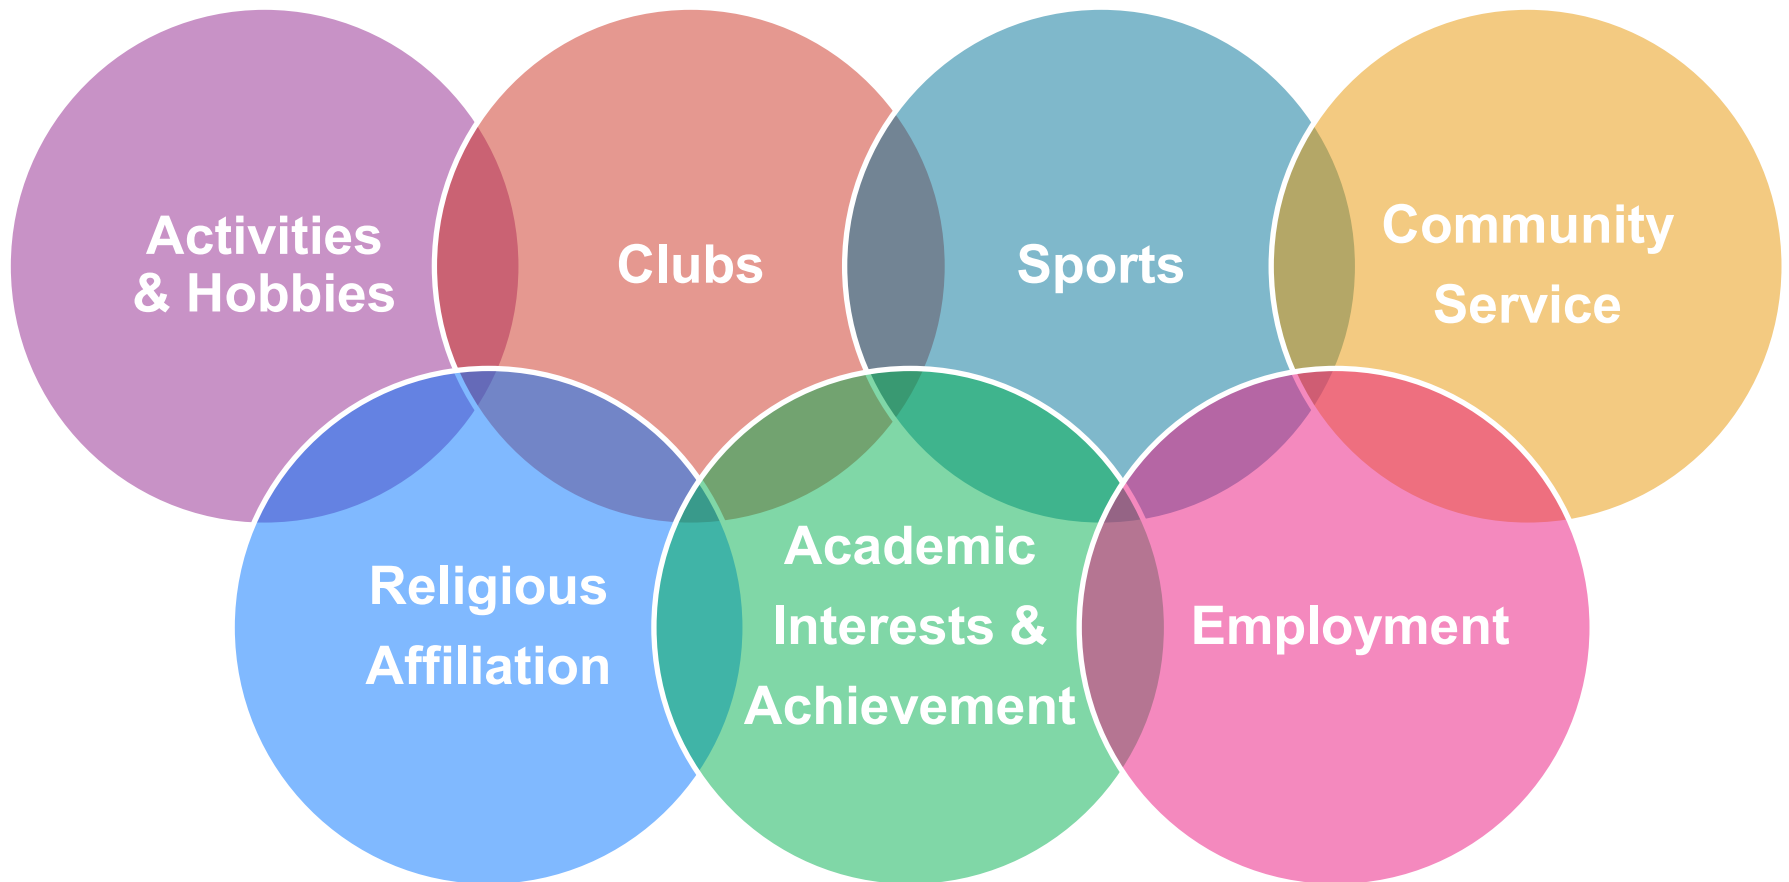 Activities
& Hobbies
Clubs
Sports
Community
Service
Religious
Affiliation
Academic
Interests &
Achievement
Employment